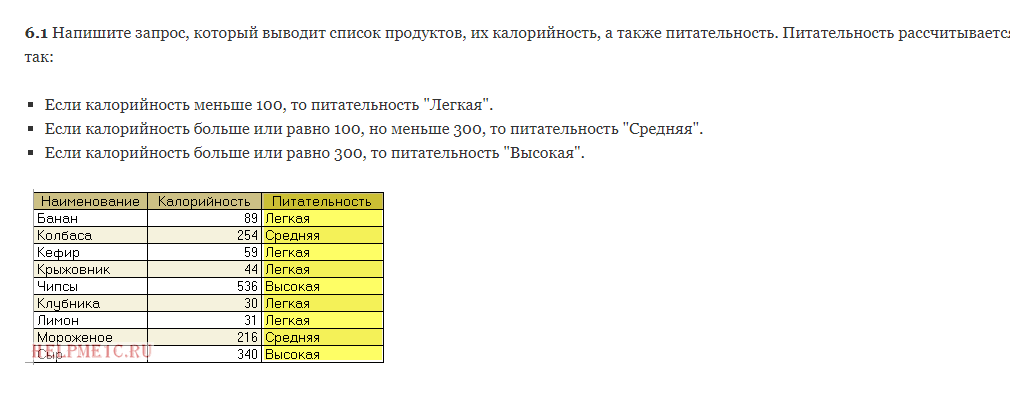 6.1 Напишите запрос, который выводит список продуктов, их калорийность, а также питательность. Питательность рассчитывается
так:
▪ Если калорийность меньше 100, то питательность "Легкая".
▪ Если калорийность больше или равно 100, но меньше 300, то питательность "Средняя".
▪ Если калорийность больше или равно 300, то питательность "Высокая".
Наименование Калорийность Питательность
Банан 89 Легкая
Колбаса 254 Средняя
Кефир 59 Легкая
Крыжовник 44 Легкая
Чипсы 536 Высокая
Клубника 30 Легкая
Лимон 31 Легкая
Мороженое 216 Средняя
Сыр 340 Высокая
HELPME1C.RU